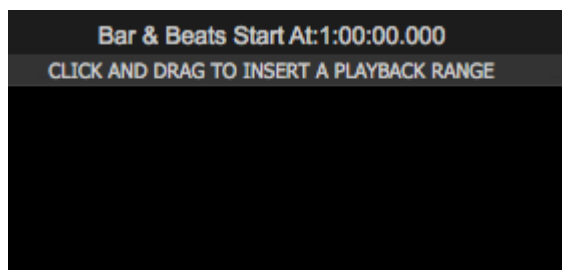 Bar & Beats Start At:1:00:00.000
CLICK AND DRAG TO INSERT A PLAYBACK RANGE